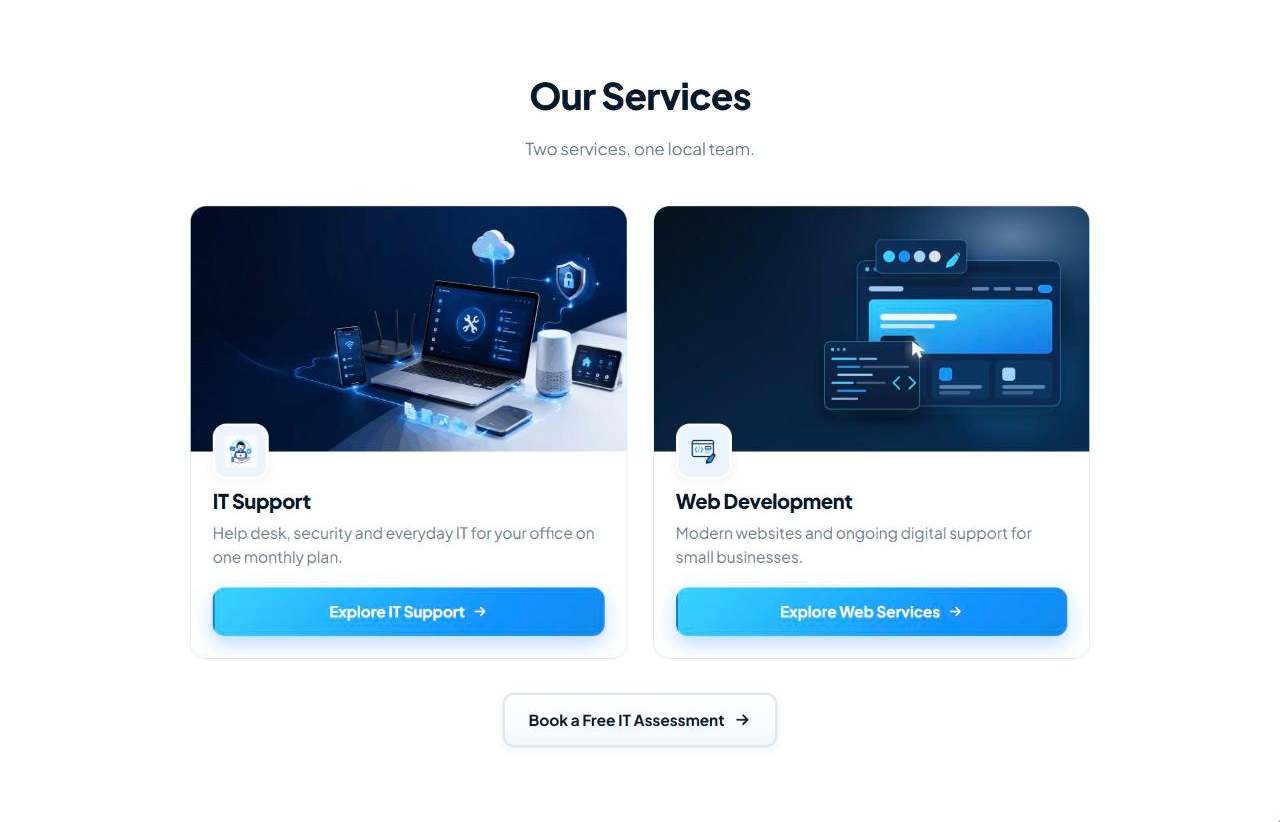 Our Services
Two services, one local team.
IT Support
Help desk, security and everyday IT for your office on
one monthly plan.
Explore IT Support →
Web Development
Modern websites and ongoing digital support for
small businesses.
Explore Web Services →
Book a Free IT Assessment →